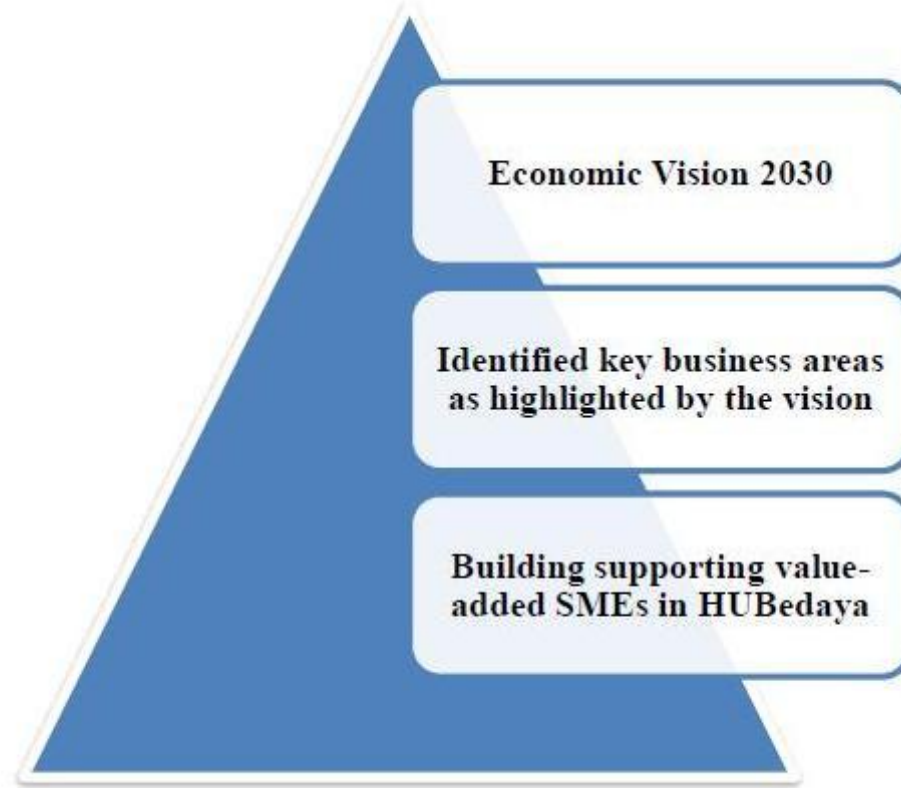 Economic Vision 2030
Identified key business areas
as highlighted by the vision
Building supporting value-
added SMEs in HUBedaya